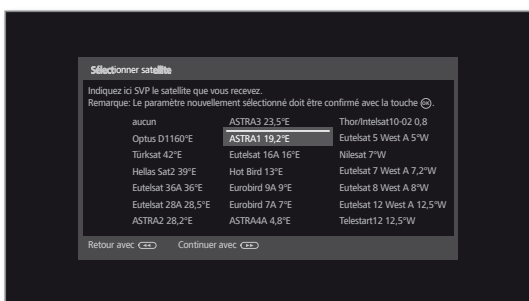 Sélectionner satellite
Indiquez ici SVP le satellite que vous recevez.
Remarque: Le paramètre nouvellement sélectionné doit être confirmé avec la touche OK.
aucun ASTRA3 23,5°E Thor/Intelsat10-02 0,8
Optus D1160°E ASTRA1 19,2°E Eutelsat 5 West A 5°W
Türksat 42°E Eutelsat 16A 16°E Nilesat 7°W
Hellas Sat2 39°E Hot Bird 13°E Eutelsat 7 West A 7,2°W
Eutelsat 36A 36°E Eurobird 9A 9°E Eutelsat 8 West A 8°W
Eutelsat 28A 28,5°E Eurobird 7A 7°E Eutelsat 12 West A 12,5°W
ASTRA2 28,2°E ASTRA4A 4,8°E Telestart12 12,5°W
Retour avec Continuer avec